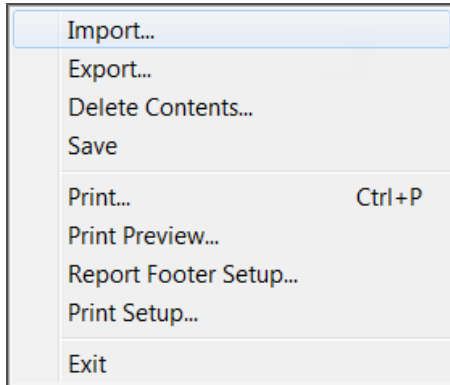 Import...
Export...
Delete Contents...
Save
Print... Ctrl+P
Print Preview...
Report Footer Setup...
Print Setup...
Exit